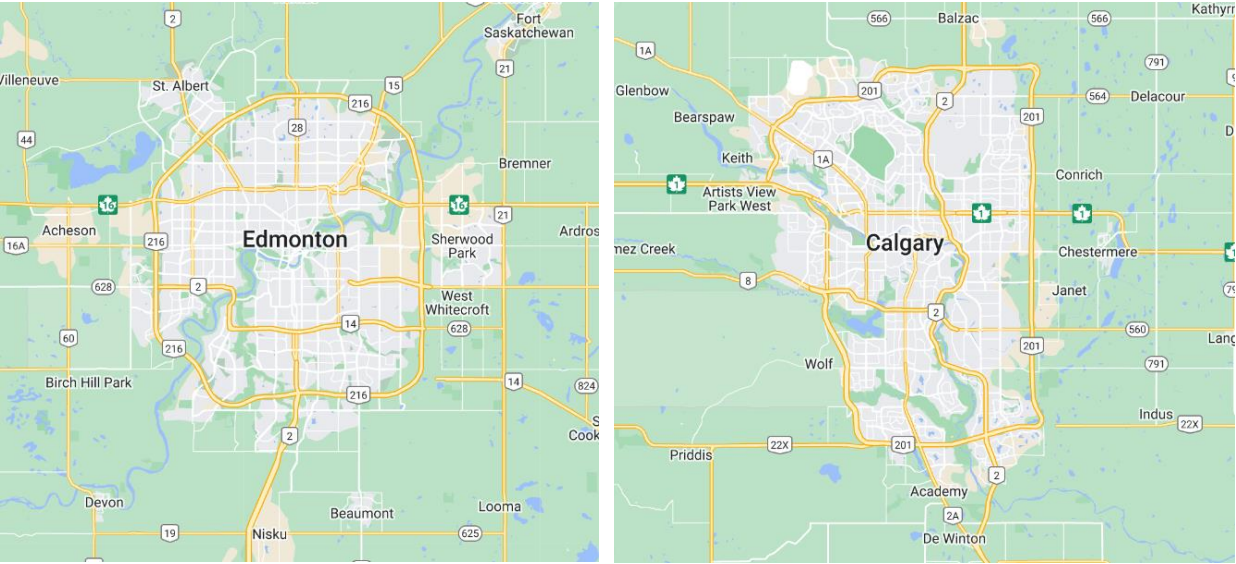 2
Fort
Saskatchewan
Villeneuve
St. Albert
15
21
216
44
28
Bremner
16
16
21
Acheson
Edmonton
Ardros
16A
216
Sherwood
Park
628
2
West
Whitecroft
14
628
60
216
Birch Hill Park
216
14
824
2
Cook
Devon
Beaumont
Looma
19
Nisku
625
566
Balzac
566
Kathyrn
1A
791
Glenbow
201
2
564
Delacour
Bearspaw
201
1A
Keith
Conrich
1
Artists View
Park West
1
1
mez Creek
Calgary
Chestermere
1
8
Janet
79
2
560
Lang
201
Wolf
791
Indus
22X
Priddis
22X
201
2
Academy
2A
De Winton